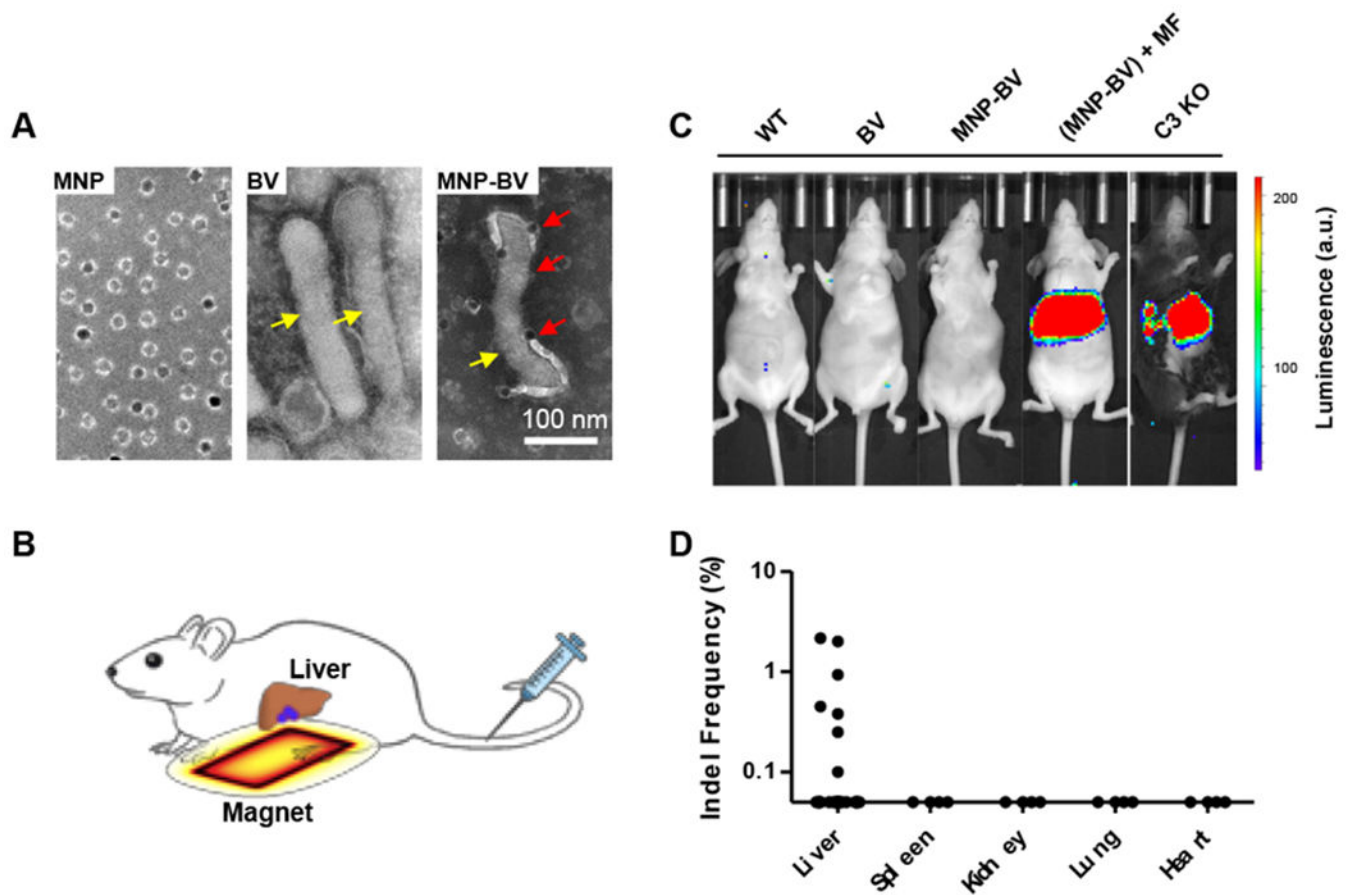 A
MNP
BV
MNP-BV
100 nm
B
Liver
Magnet
C
WT
BV
MNP-BV
(MNP-BV) + MF
C3 KO
200
100
Luminescence (a.u.)
D
Indel Frequency (%)
10
1
0.1
Liver
Spleen
Kidney
Lung
Heart